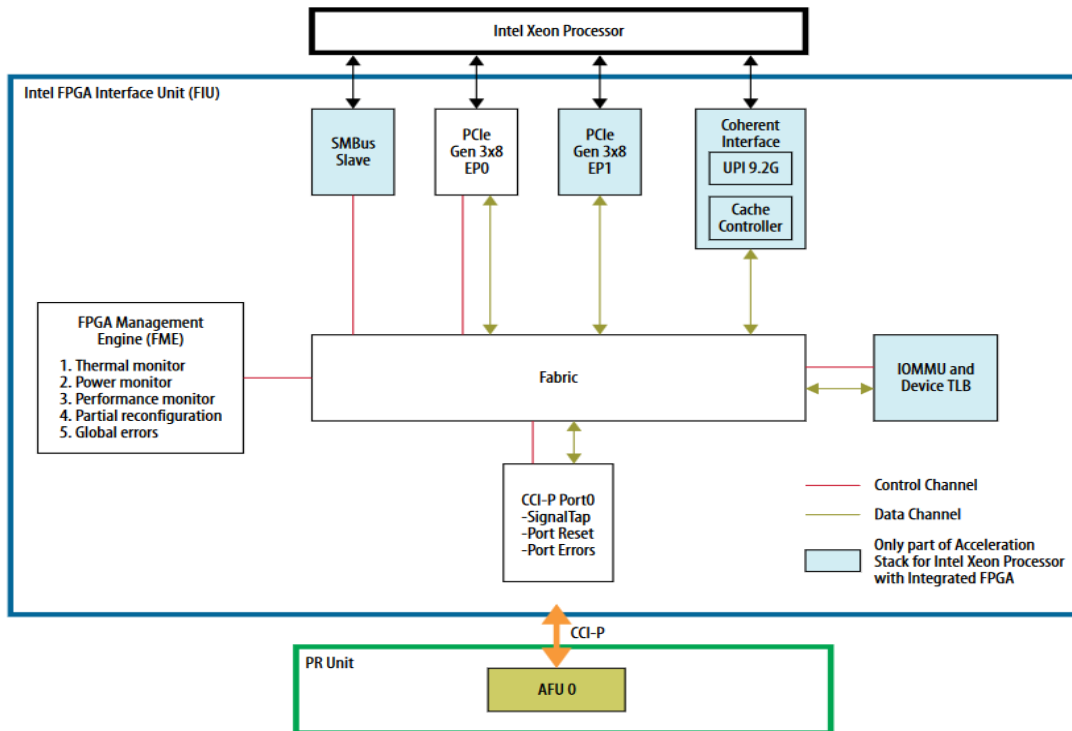 Intel Xeon Processor
Intel FPGA Interface Unit (FIU)
SMBus
Slave
PCIe
Gen 3x8
EP0
PCIe
Gen 3x8
EP1
Coherent
Interface
UPI 9.2G
Cache
Controller
FPGA Management
Engine (FME)
1. Thermal monitor
2. Power monitor
3. Performance monitor
4. Partial reconfiguration
5. Global errors
Fabric
IOMMU and
Device TLB
CCI-P Port0
-SignalTap
-Port Reset
-Port Errors
Control Channel
Data Channel
Only part of Acceleration
Stack for Intel Xeon Processor
with Integrated FPGA
CCI-P
PR Unit
AFU 0